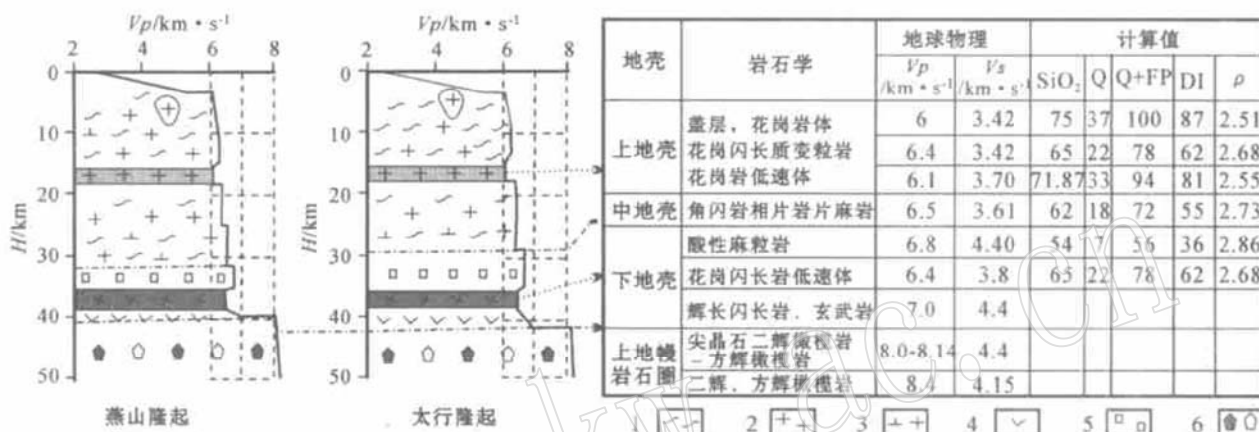 Vp/km · s⁻¹
2 4 6 8
0
10
20
30
40
50
H/km
燕山隆起
Vp/km · s⁻¹
2 4 6 8
0
10
20
30
40
50
H/km
太行隆起
地壳 岩石学 地球物理 计算值
Vp /km · s⁻¹ Vs /km · s⁻¹ SiO₂ Q Q+FP DI ρ
上地壳 盖层，花岗岩体 6 3.42 75 37 100 87 2.51
花岗闪长质变粒岩 6.4 3.42 65 22 78 62 2.68
花岗岩低速体 6.1 3.70 71.87 33 94 81 2.55
中地壳 角闪岩相片岩片麻岩 6.5 3.61 62 18 72 55 2.73
下地壳 酸性麻粒岩 6.8 4.40 54 7 56 36 2.86
花岗闪长岩低速体 6.4 3.8 65 22 78 62 2.68
辉长闪长岩．玄武岩 7.0 4.4
上地幔岩石圈 尖晶石二辉橄榄岩
-方辉橄榄岩 8.0-8.14 4.4
二辉．方辉橄榄岩 8.4 4.15
1 2 3 4 5 6
kw.ac.cn